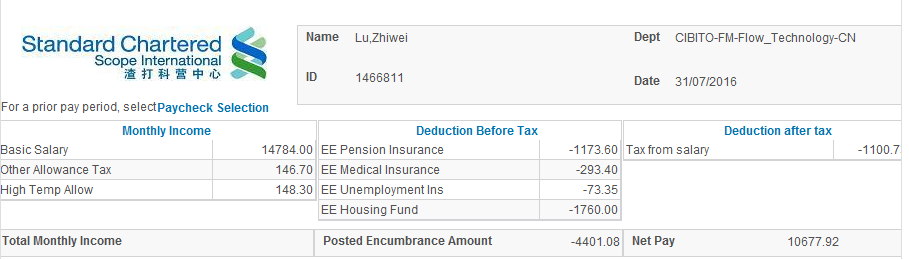 Standard Chartered
Scope International
渣打科营中心
Name Lu,Zhiwei Dept CIBITO-FM-Flow_Technology-CN
ID 1466811 Date 31/07/2016
For a prior pay period, select Paycheck Selection
Monthly Income Deduction Before Tax Deduction after tax
Basic Salary 14784.00 EE Pension Insurance -1173.60 Tax from salary -1100.7
Other Allowance Tax 146.70 EE Medical Insurance -293.40
High Temp Allow 148.30 EE Unemployment Ins -73.35
EE Housing Fund -1760.00
Total Monthly Income Posted Encumbrance Amount -4401.08 Net Pay 10677.92